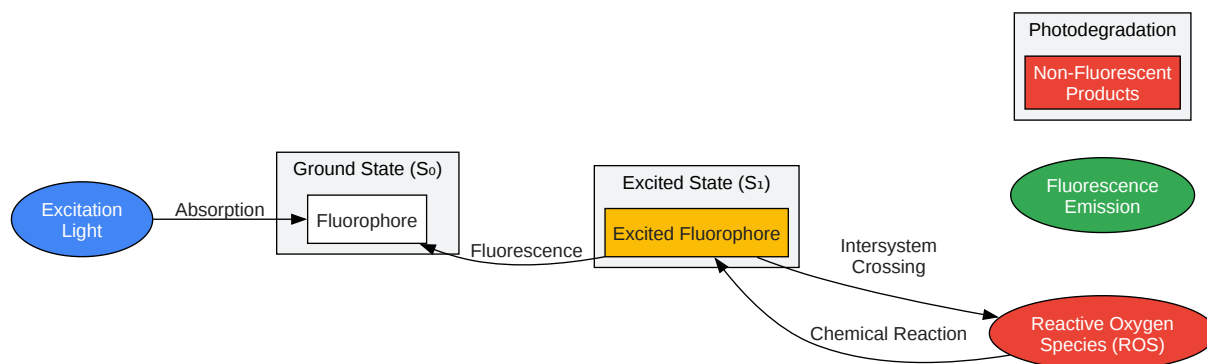 Photodegradation
Non-Fluorescent
Products
Ground State (S₀)
Excited State (S₁)
Fluorescence
Emission
Excitation
Light
Absorption
Fluorophore
Fluorescence
Excited Fluorophore
Intersystem
Crossing
Chemical Reaction
Reactive Oxygen
Species (ROS)